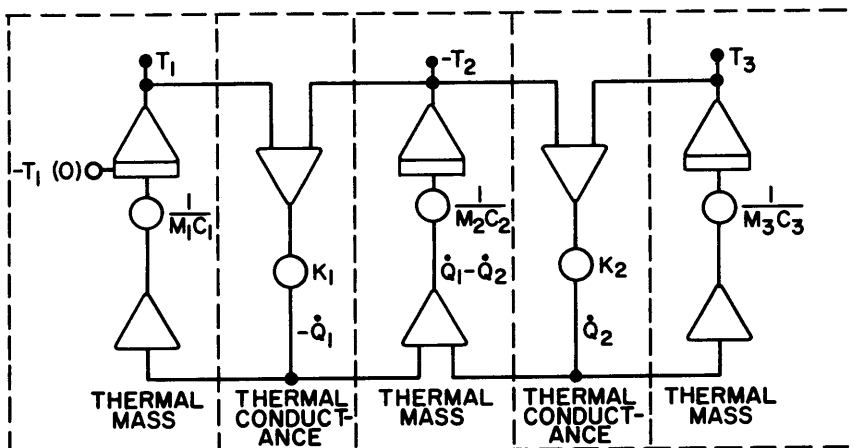 T₁
-T₂
T₃
-T₁ (0)
1/M₁C₁
1/M₂C₂
1/M₃C₃
K₁
Q̇₁-Q̇₂
K₂
-Q̇₁
Q̇₂
THERMAL
MASS
THERMAL
CONDUCT-
ANCE
THERMAL
MASS
THERMAL
CONDUCT-
ANCE
THERMAL
MASS